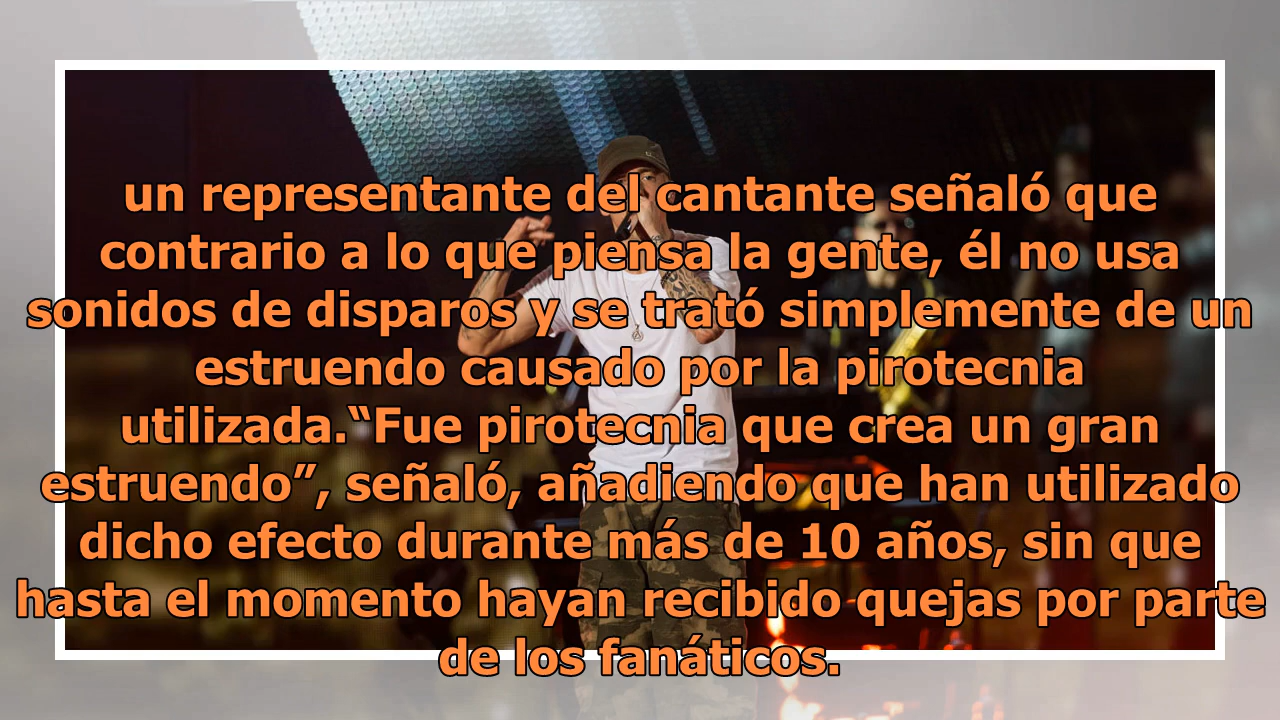 un representante del cantante señaló que
contrario a lo que piensa la gente, él no usa
sonidos de disparos y se trató simplemente de un
estruendo causado por la pirotecnia
utilizada.“Fue pirotecnia que crea un gran
estruendo”, señaló, añadiendo que han utilizado
dicho efecto durante más de 10 años, sin que
hasta el momento hayan recibido quejas por parte
de los fanáticos.